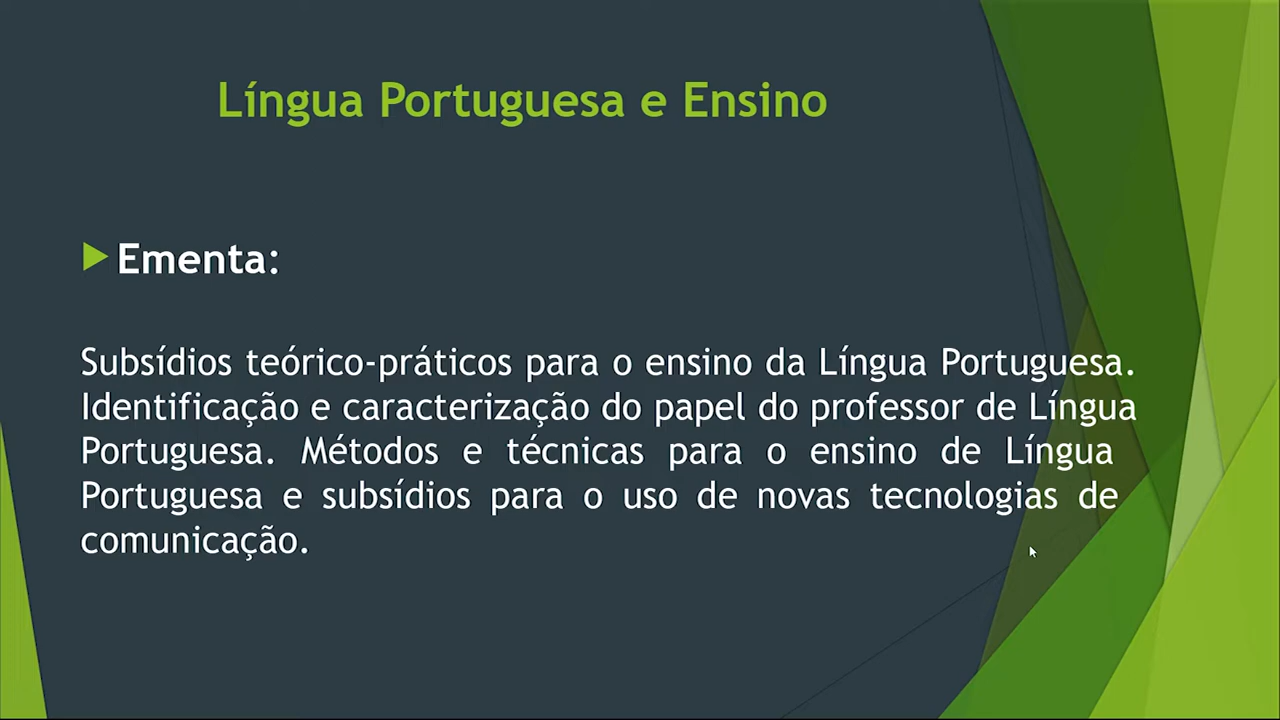 Língua Portuguesa e Ensino
Ementa:
Subsídios teórico-práticos para o ensino da Língua Portuguesa.
Identificação e caracterização do papel do professor de Língua
Portuguesa. Métodos e técnicas para o ensino de Língua
Portuguesa e subsídios para o uso de novas tecnologias de
comunicação.